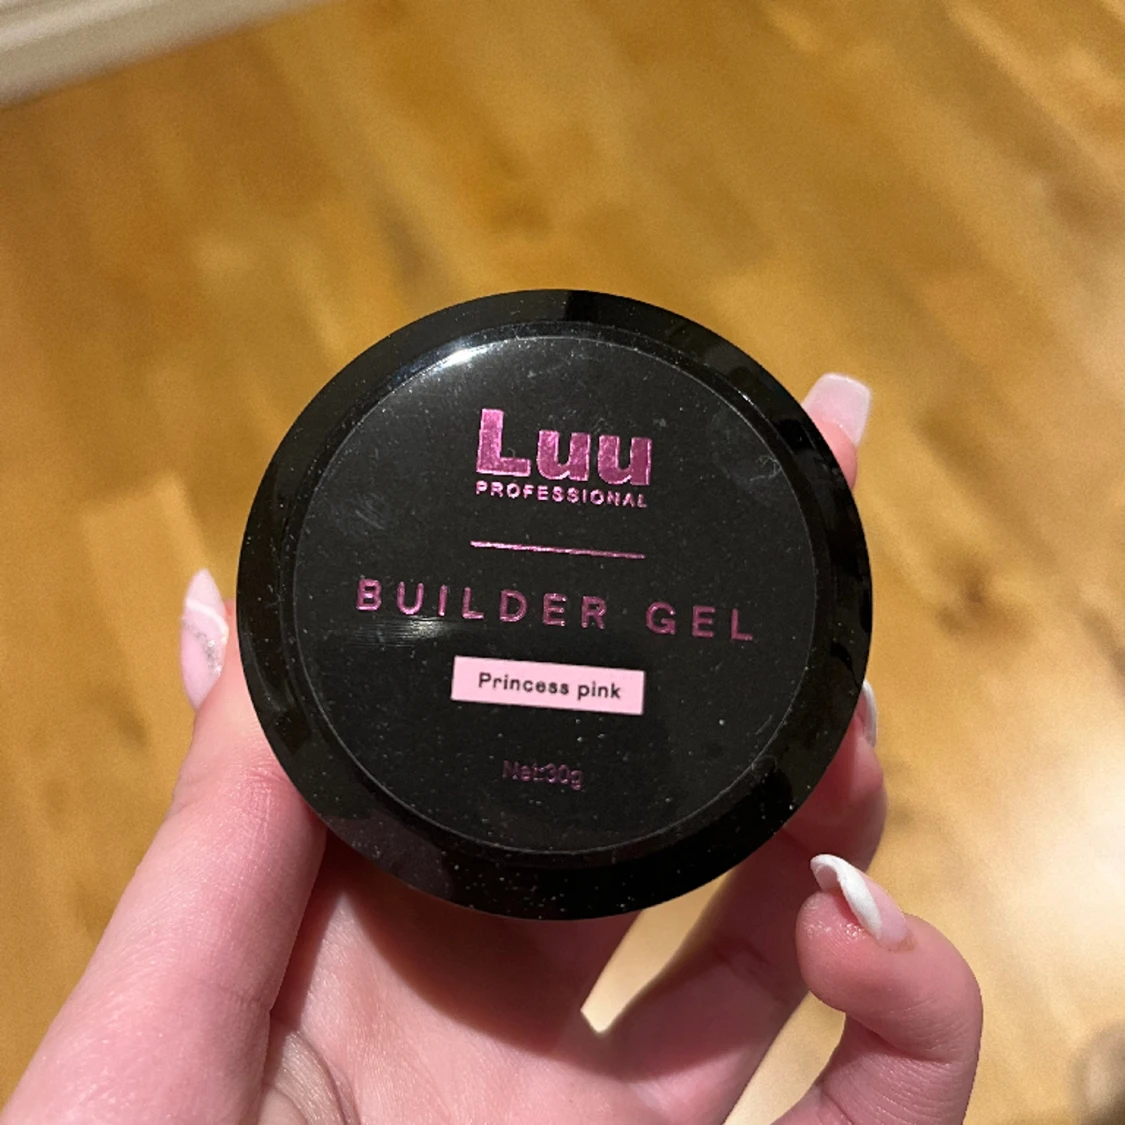 Luu
PROFESSIONAL
BUILDER GEL
Princess pink
Net:30g